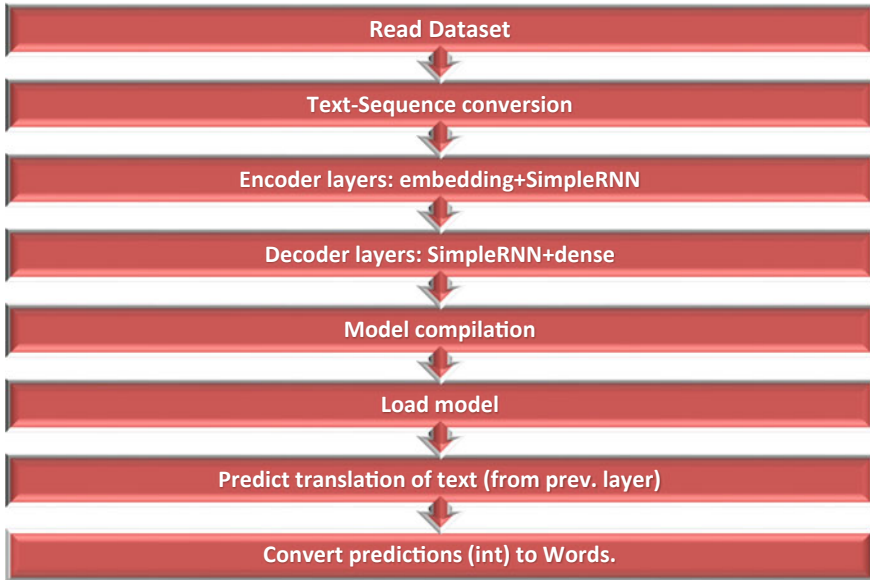 Read Dataset
Text-Sequence conversion
Encoder layers: embedding+SimpleRNN
Decoder layers: SimpleRNN+dense
Model compilation
Load model
Predict translation of text (from prev. layer)
Convert predictions (int) to Words.